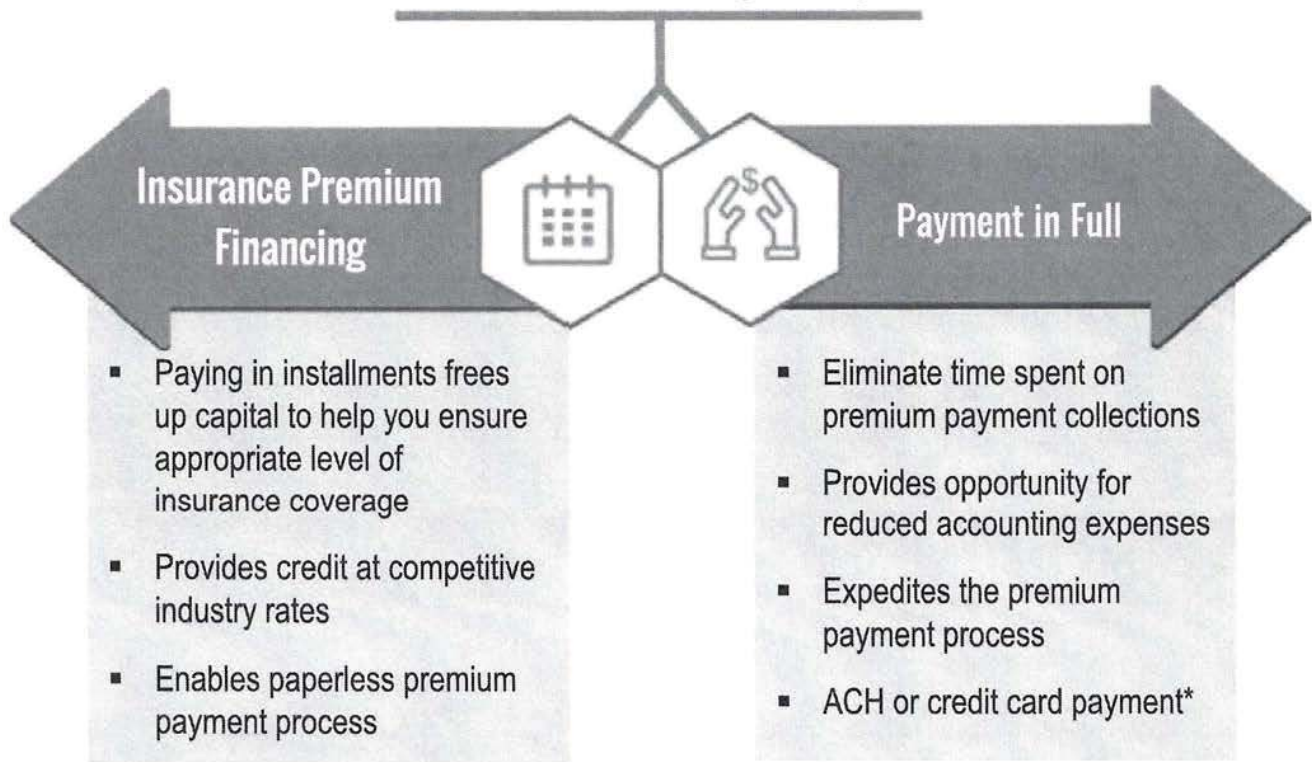 Insurance Premium
Financing
$
Payment in Full
▪ Paying in installments frees
up capital to help you ensure
appropriate level of
insurance coverage
▪ Provides credit at competitive
industry rates
▪ Enables paperless premium
payment process
▪ Eliminate time spent on
premium payment collections
▪ Provides opportunity for
reduced accounting expenses
▪ Expedites the premium
payment process
▪ ACH or credit card payment*